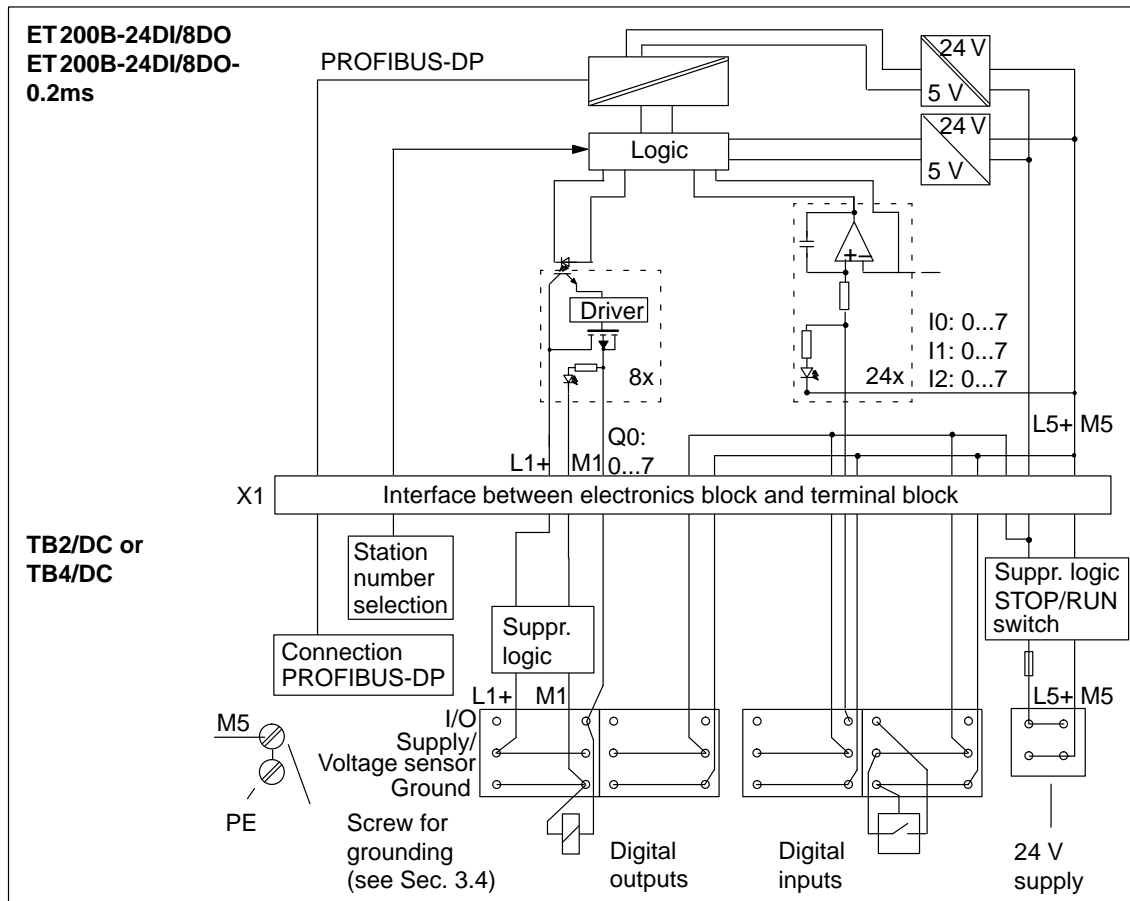 ET 200B-24DI/8DO
ET 200B-24DI/8DO-
0.2ms
PROFIBUS-DP
24 V
5 V
24 V
5 V
Logic
+ −
Driver
8x
24x
I0: 0...7
I1: 0...7
I2: 0...7
L5+ M5
L1+ M1
Q0:
0...7
X1
Interface between electronics block and terminal block
TB2/DC or
TB4/DC
Station
number
selection
Suppr. logic
STOP/RUN
switch
Suppr.
logic
Connection
PROFIBUS-DP
L1+ M1
L5+ M5
M5
I/O
Supply/
Voltage sensor
Ground
PE
Screw for
grounding
(see Sec. 3.4)
Digital
outputs
Digital
inputs
24 V
supply